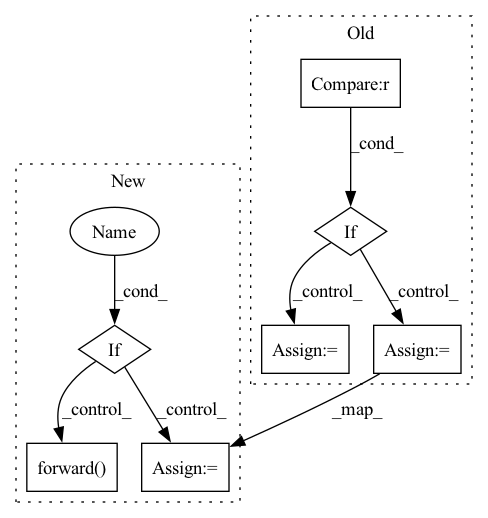 Old
Compare:r
_cond_
New
Name
If
_cond_
_control_
_control_
If
Assign:=
Assign:=
_control_
_control_
_map_
forward()
Assign:=